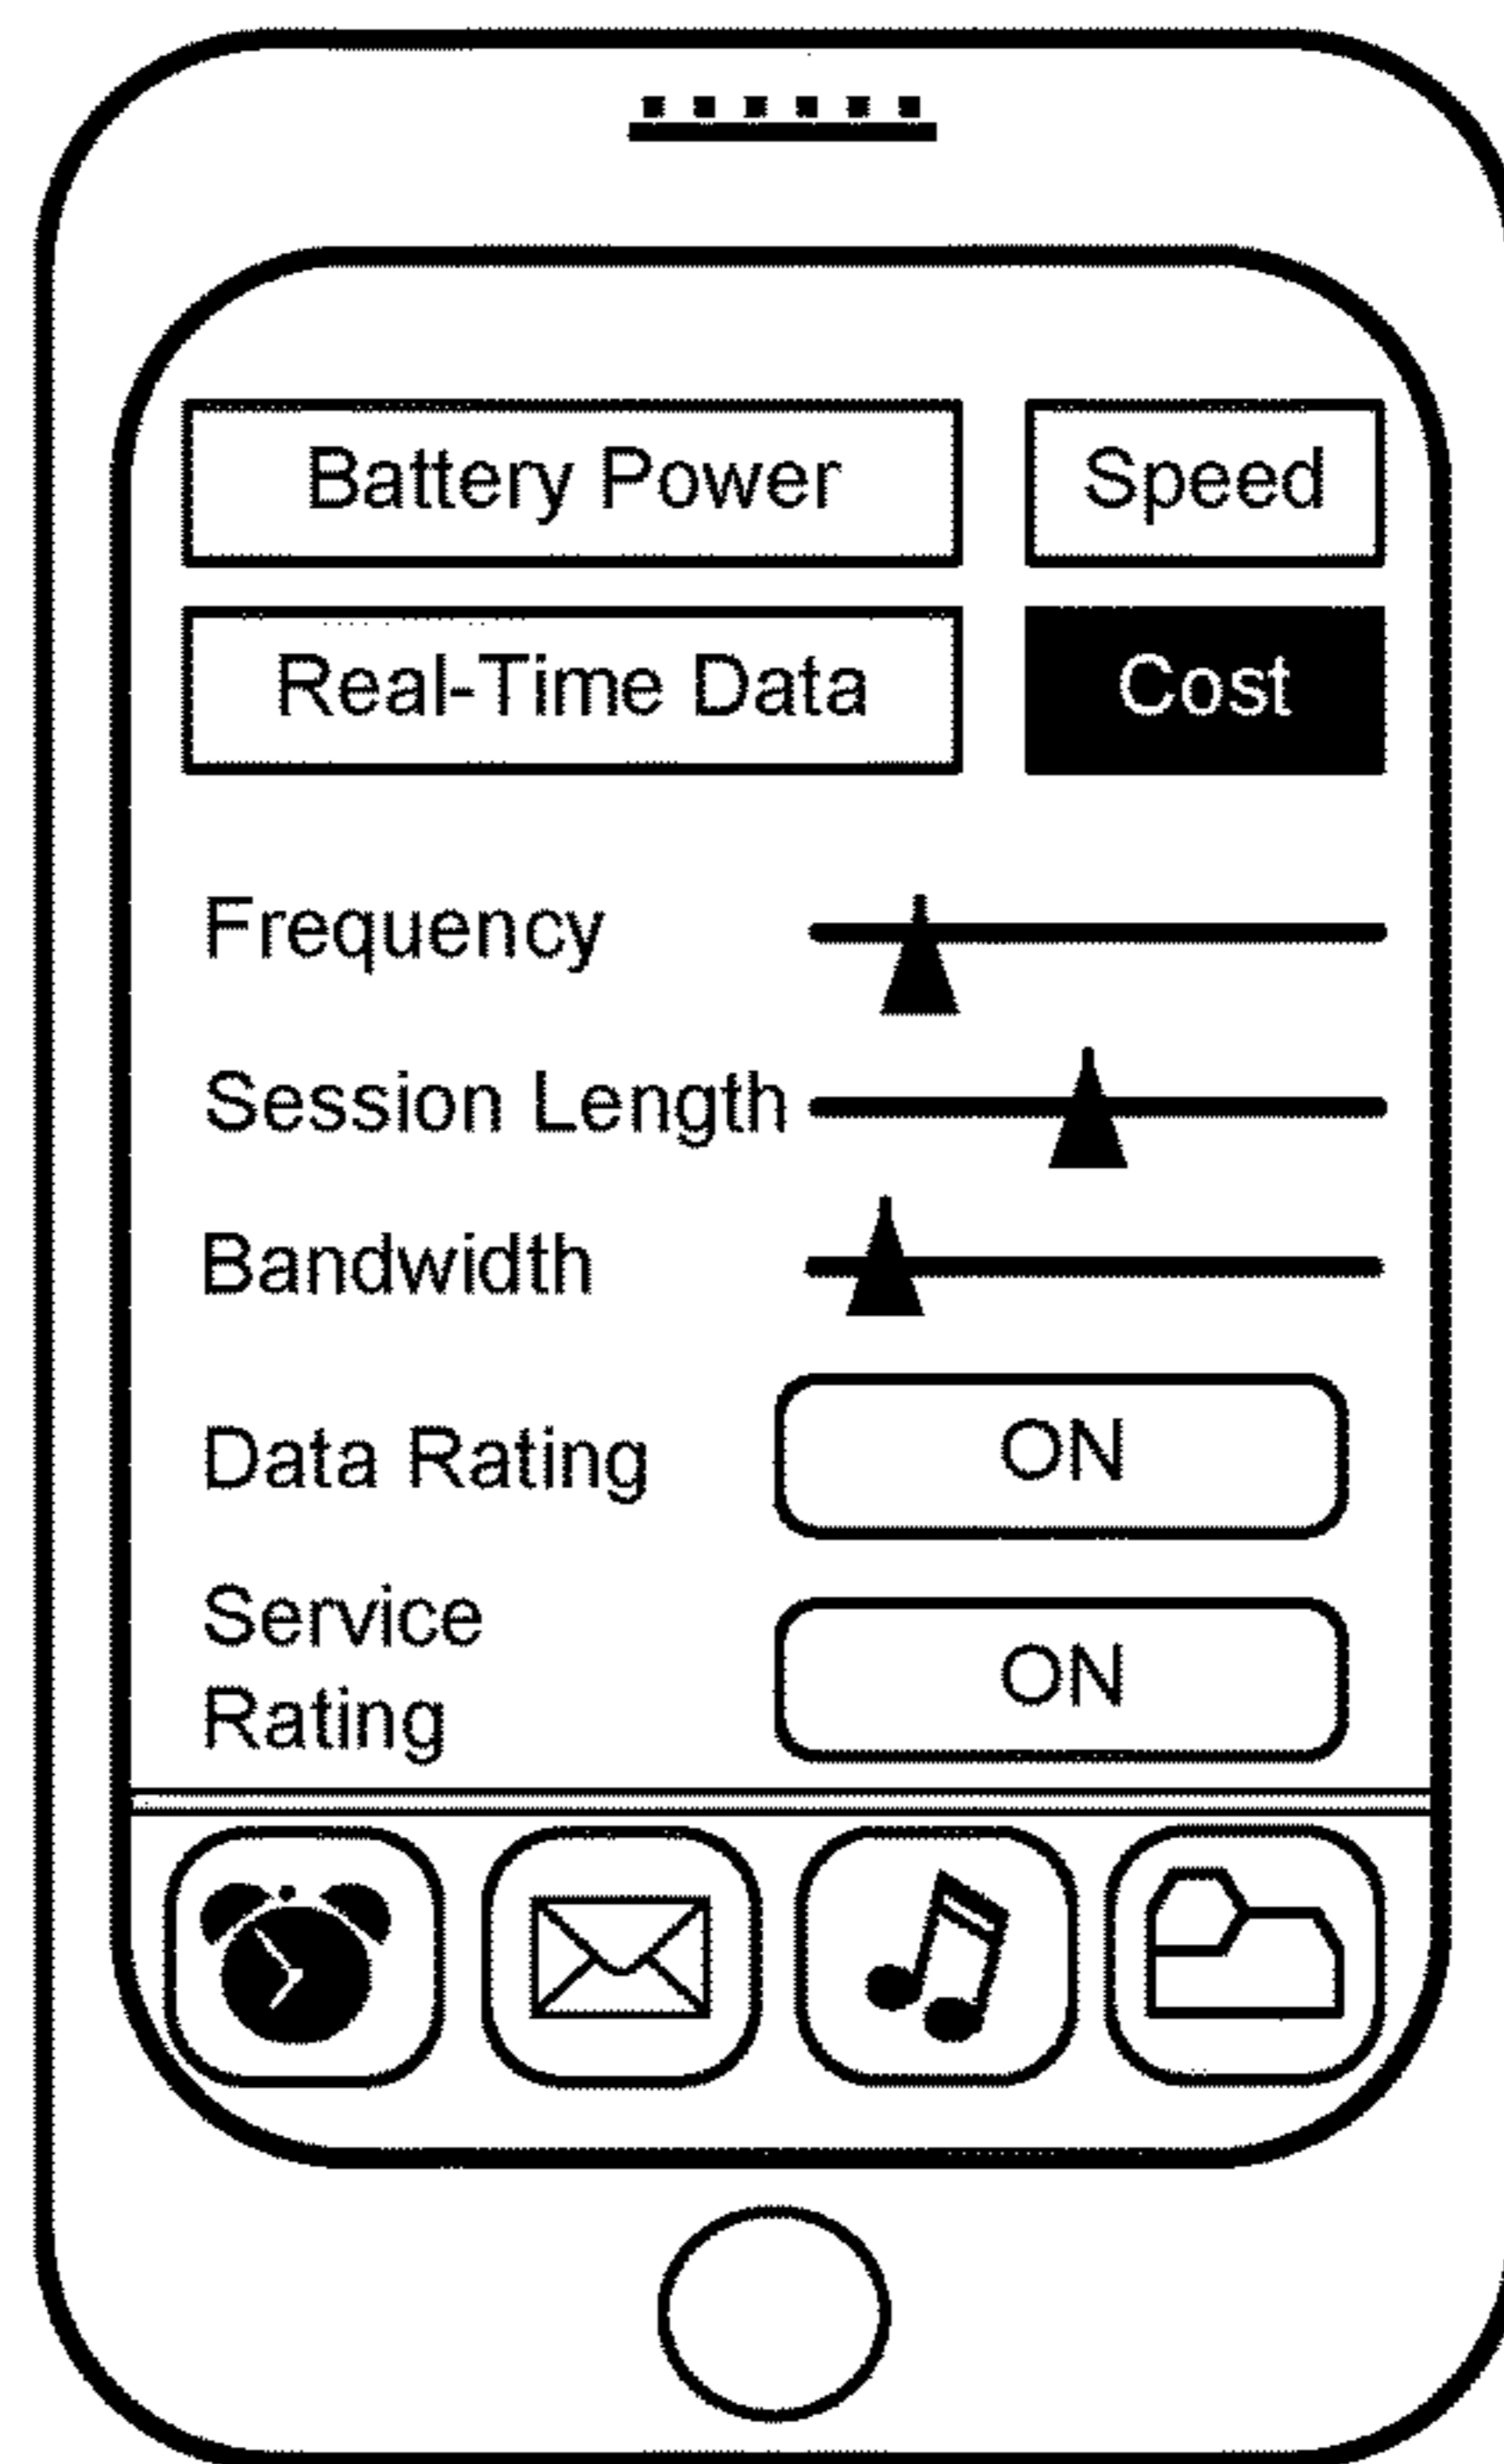 Battery Power
Speed
Real-Time Data
Cost
Frequency
Session Length
Bandwidth
Data Rating
ON
Service
Rating
ON